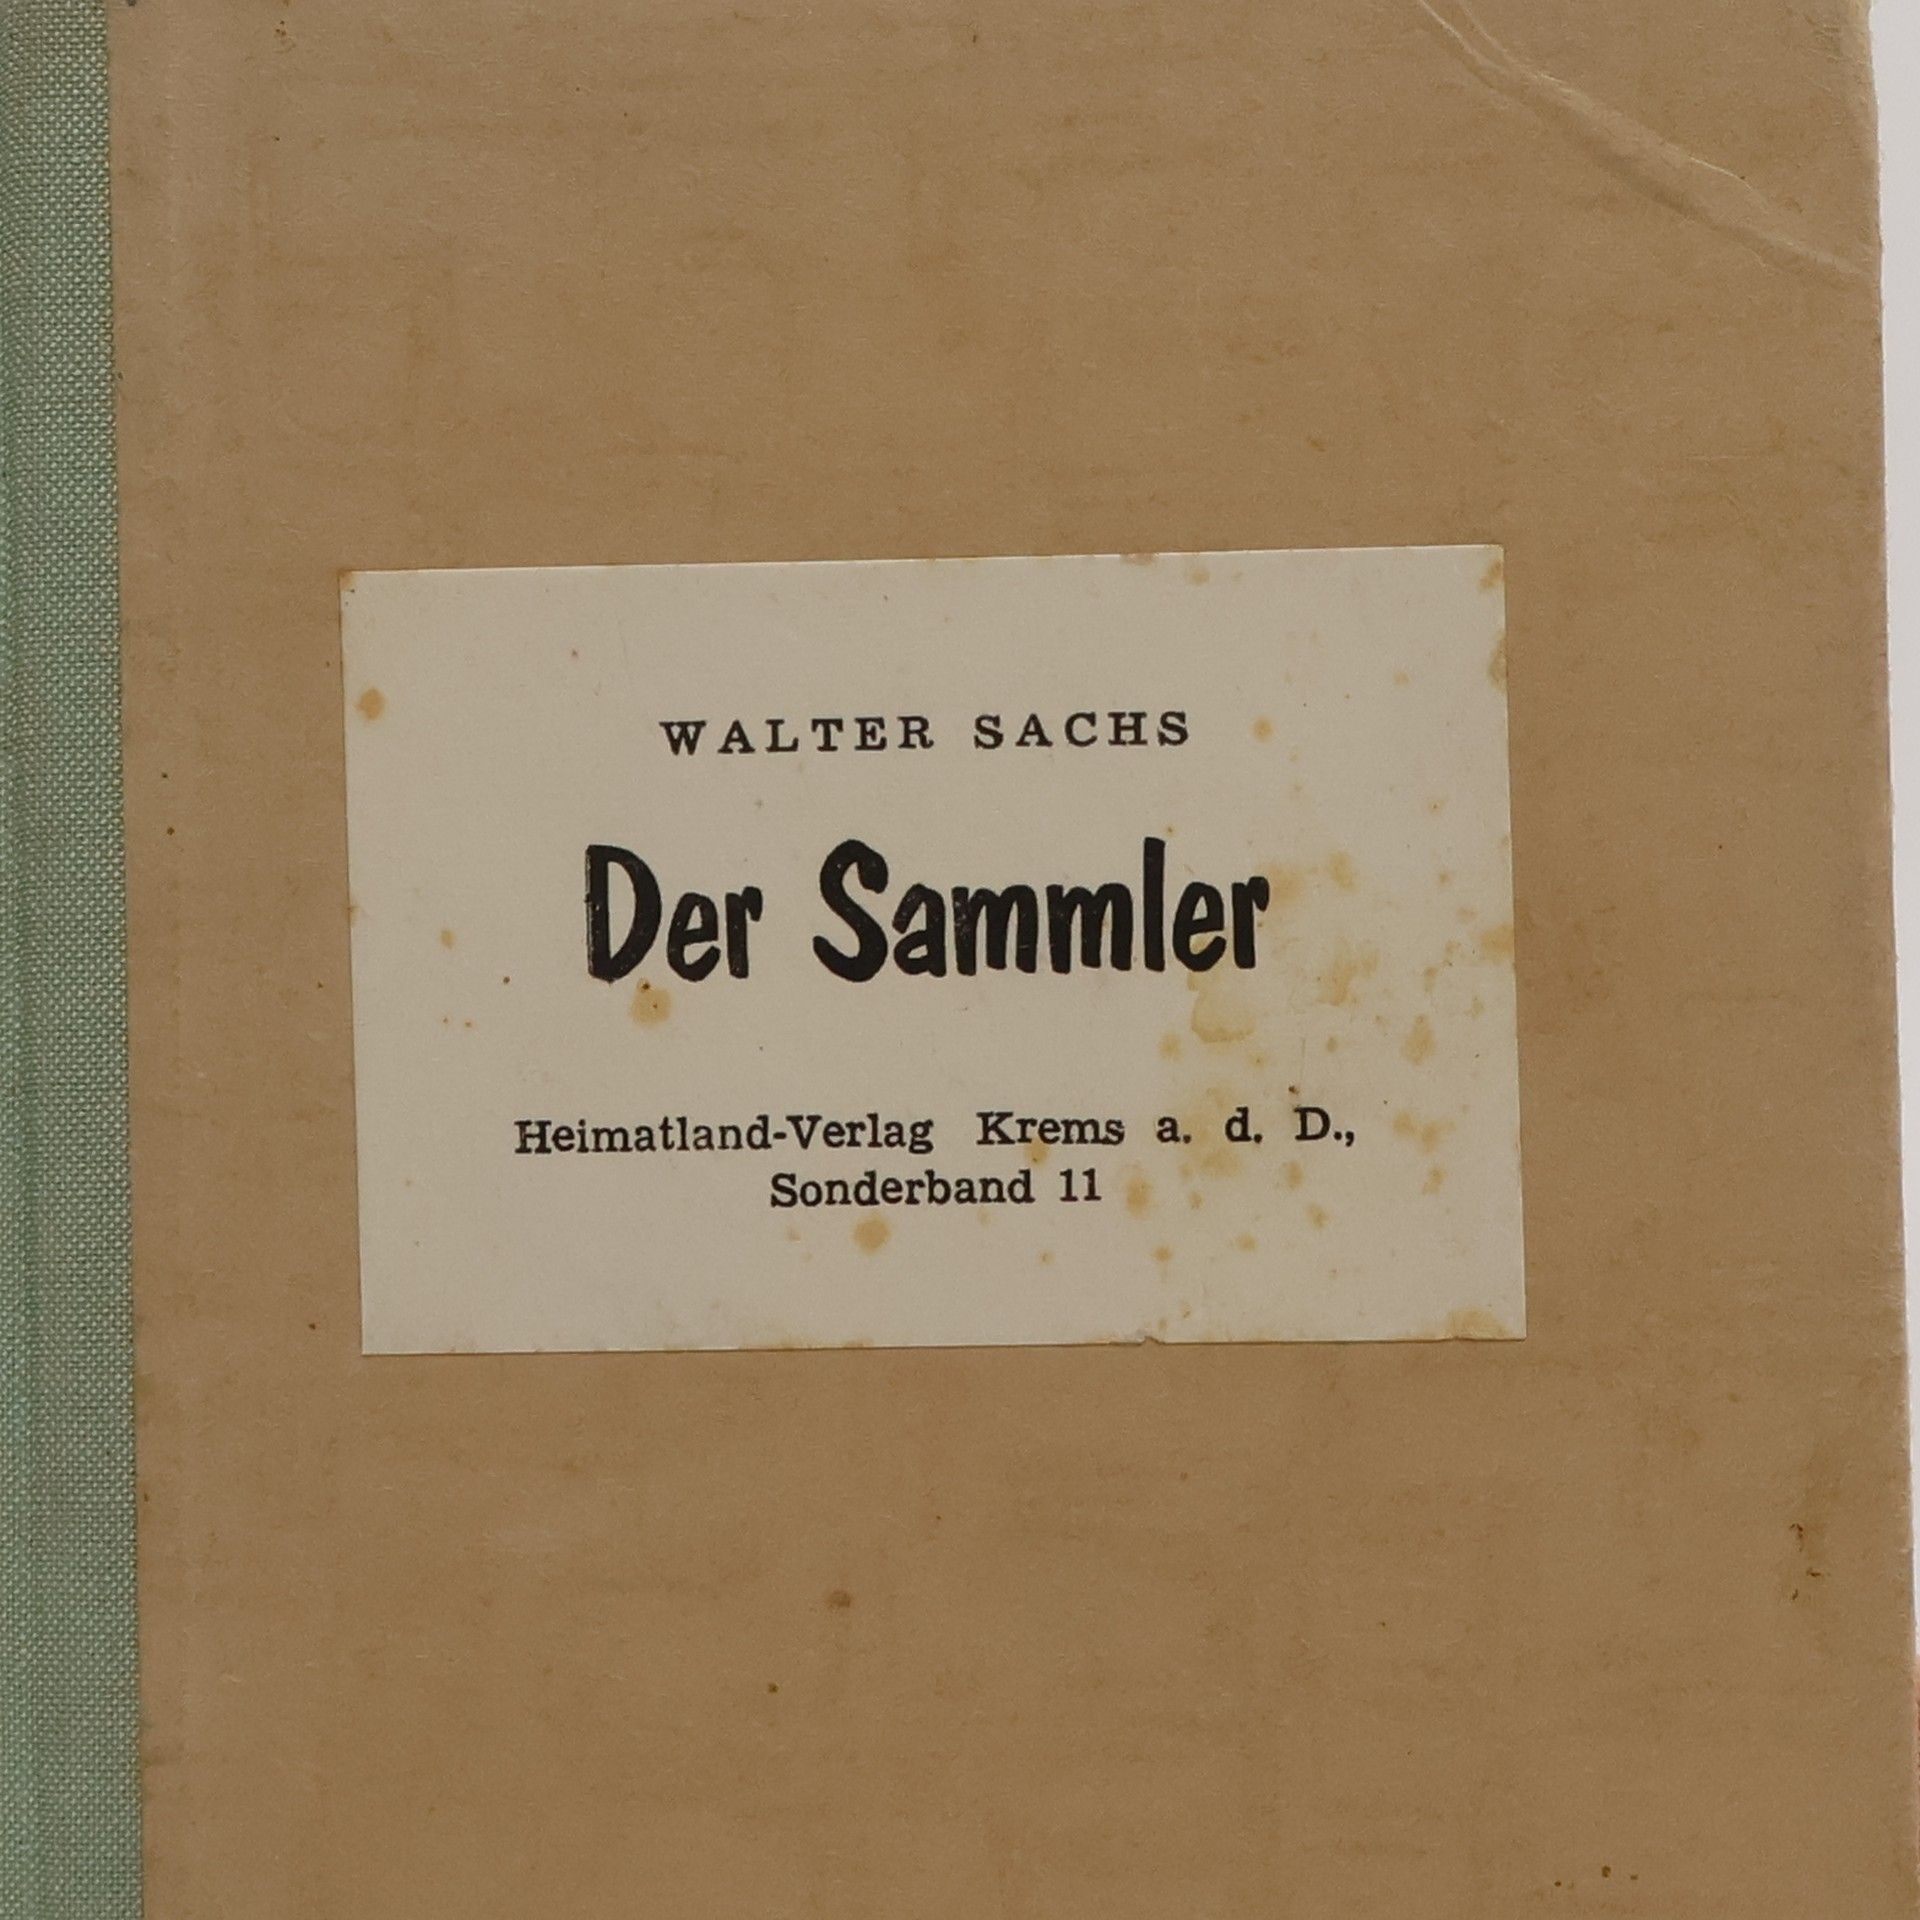 WALTER SACHS
Der Sammler
Heimatland-Verlag Krems a. d. D.,
Sonderband 11